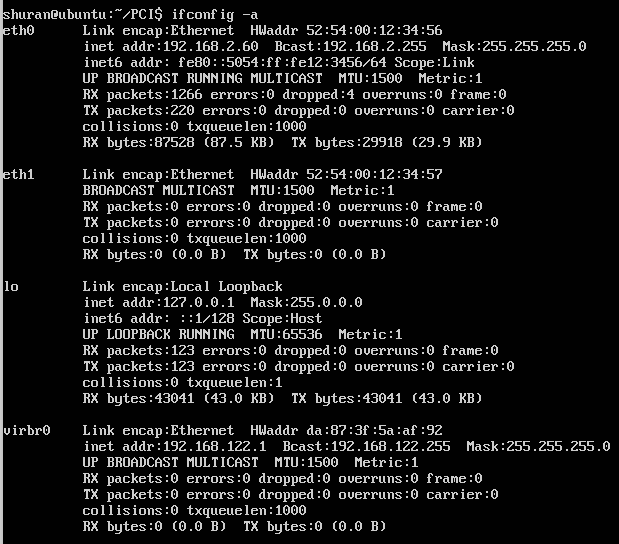 shuran@ubuntu:~/PCI$ ifconfig -a
eth0 Link encap:Ethernet HWaddr 52:54:00:12:34:56
inet addr:192.168.2.60 Bcast:192.168.2.255 Mask:255.255.255.0
inet6 addr: fe80::5054:ff:fe12:3456/64 Scope:Link
UP BROADCAST RUNNING MULTICAST MTU:1500 Metric:1
RX packets:1266 errors:0 dropped:4 overruns:0 frame:0
TX packets:220 errors:0 dropped:0 overruns:0 carrier:0
collisions:0 txqueuelen:1000
RX bytes:87528 (87.5 KB) TX bytes:29918 (29.9 KB)
eth1 Link encap:Ethernet HWaddr 52:54:00:12:34:57
BROADCAST MULTICAST MTU:1500 Metric:1
RX packets:0 errors:0 dropped:0 overruns:0 frame:0
TX packets:0 errors:0 dropped:0 overruns:0 carrier:0
collisions:0 txqueuelen:1000
RX bytes:0 (0.0 B) TX bytes:0 (0.0 B)
lo Link encap:Local Loopback
inet addr:127.0.0.1 Mask:255.0.0.0
inet6 addr: ::1/128 Scope:Host
UP LOOPBACK RUNNING MTU:65536 Metric:1
RX packets:123 errors:0 dropped:0 overruns:0 frame:0
TX packets:123 errors:0 dropped:0 overruns:0 carrier:0
collisions:0 txqueuelen:1
RX bytes:43041 (43.0 KB) TX bytes:43041 (43.0 KB)
virbr0 Link encap:Ethernet HWaddr da:87:3f:5a:af:92
inet addr:192.168.122.1 Bcast:192.168.122.255 Mask:255.255.255.0
UP BROADCAST MULTICAST MTU:1500 Metric:1
RX packets:0 errors:0 dropped:0 overruns:0 frame:0
TX packets:0 errors:0 dropped:0 overruns:0 carrier:0
collisions:0 txqueuelen:1000
RX bytes:0 (0.0 B) TX bytes:0 (0.0 B)